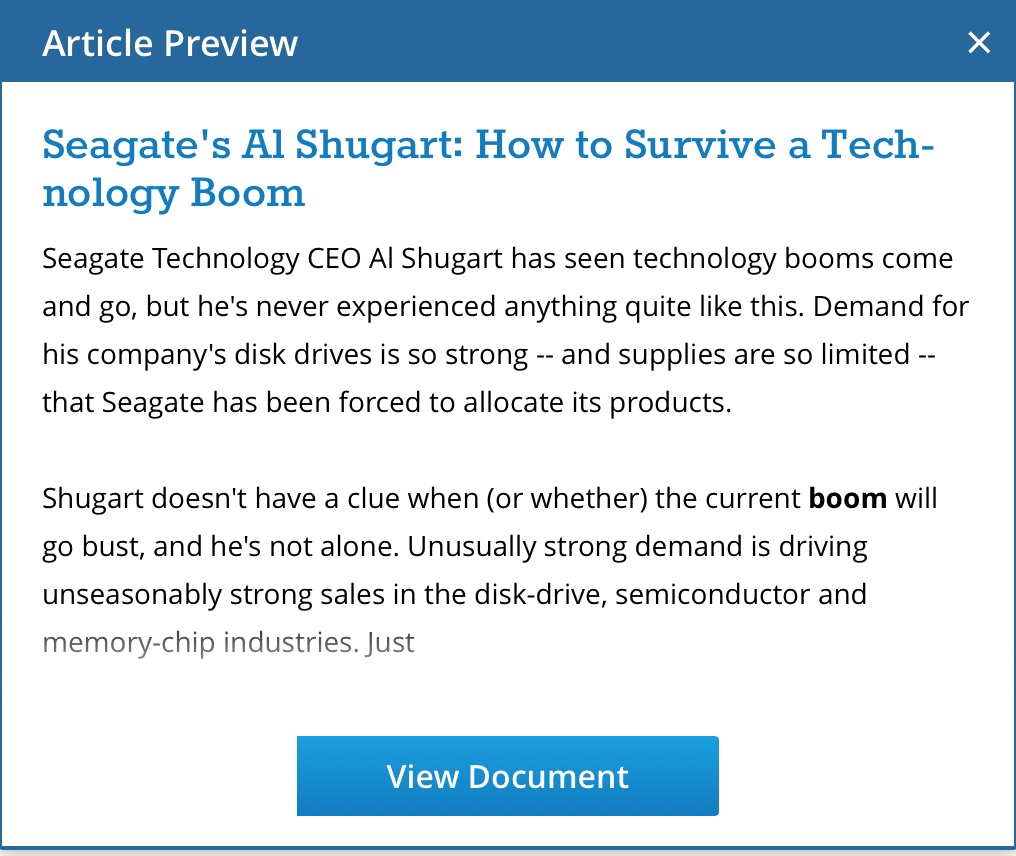 Article Preview
Seagate's Al Shugart: How to Survive a Tech-
nology Boom
Seagate Technology CEO Al Shugart has seen technology booms come
and go, but he's never experienced anything quite like this. Demand for
his company's disk drives is so strong -- and supplies are so limited --
that Seagate has been forced to allocate its products.
Shugart doesn't have a clue when (or whether) the current boom will
go bust, and he's not alone. Unusually strong demand is driving
unseasonably strong sales in the disk-drive, semiconductor and
memory-chip industries. Just
View Document